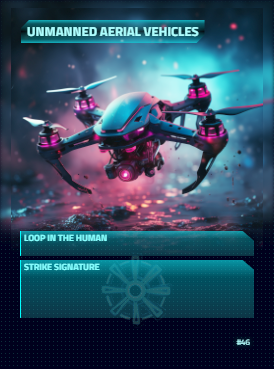 UNMANNED AERIAL VEHICLES
LOOP IN THE HUMAN
STRIKE SIGNATURE
#46